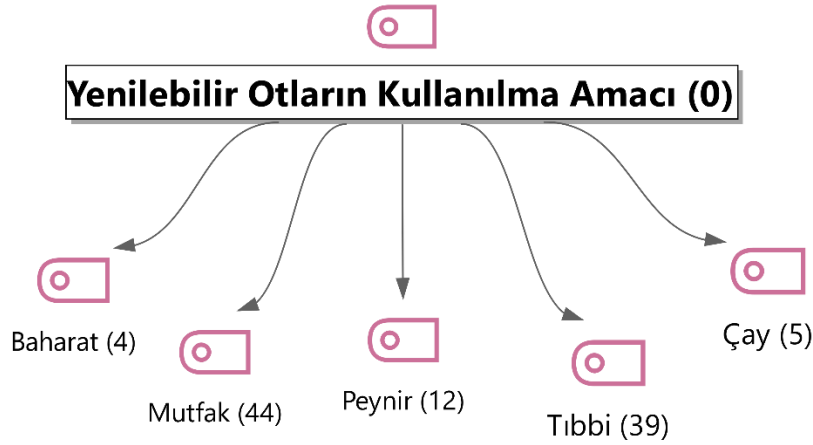 Yenilebilir Otların Kullanılma Amacı (0)
Baharat (4)
Mutfak (44)
Peynir (12)
Tıbbi (39)
Çay (5)